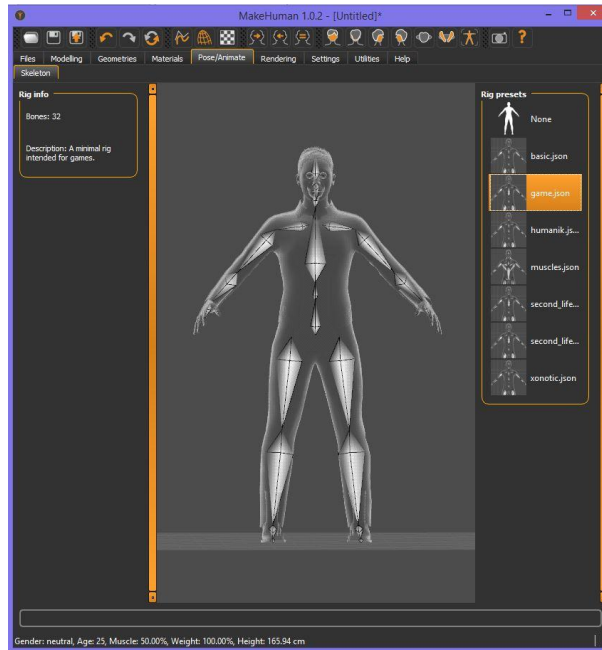 MakeHuman 1.0.2 - [Untitled]*
Files Modelling Geometries Materials Pose/Animate Rendering Settings Utilities Help
Skeleton
Rig info
Bones: 32
Description: A minimal rig
intended for games.
Rig presets
None
basic.json
game.json
humanik.js...
muscles.json
second_life...
second_life...
xonotic.json
Gender: neutral, Age: 25, Muscle: 50.00%, Weight: 100.00%, Height: 165.94 cm